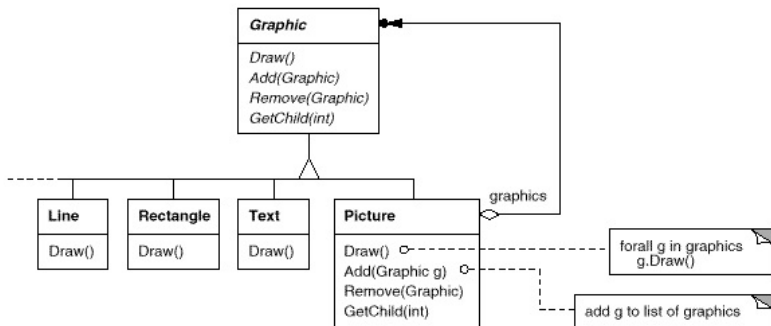 Graphic
Draw()
Add(Graphic)
Remove(Graphic)
GetChild(int)
graphics
Line
Draw()
Rectangle
Draw()
Text
Draw()
Picture
Draw()
Add(Graphic g)
Remove(Graphic)
GetChild(int)
forall g in graphics
g.Draw()
add g to list of graphics